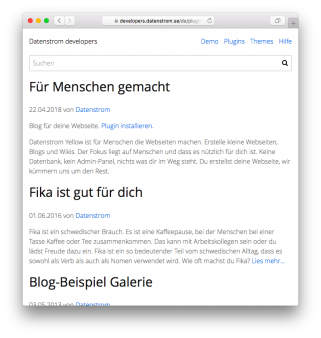 developers.datenstrom.se/de/plugi
Datenstrom developers
Demo Plugins Themes Hilfe
Suchen
Für Menschen gemacht
22.04.2018 von Datenstrom
Blog für deine Webseite. Plugin installieren.
Datenstrom Yellow ist für Menschen die Webseiten machen. Erstelle kleine Webseiten,
Blogs und Wikis. Der Fokus liegt auf Menschen und dass es nützlich für dich ist. Keine
Datenbank, kein Admin-Panel, nichts was dir im Weg steht. Du erstellst deine Webseite, wir
kümmern uns um den Rest.
Fika ist gut für dich
01.06.2016 von Datenstrom
Fika ist ein schwedischer Brauch. Es ist eine Kaffeepause, bei der Menschen bei einer
Tasse Kaffee oder Tee zusammenkommen. Das kann mit Arbeitskollegen sein oder du
lädst Freunde dazu ein. Fika ist ein so bedeutender Teil vom schwedischen Alltag, dass es
sowohl als Verb als auch als Nomen verwendet wird. Wie oft machst du Fika? Lies mehr...
Blog-Beispiel Galerie
03.05.2013 von Datenstrom